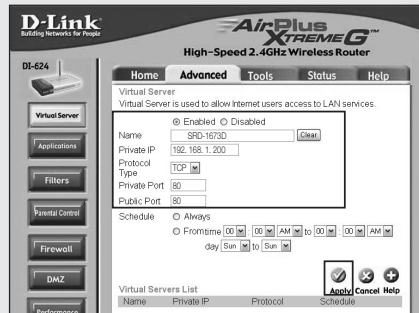 D-Link
Building Networks for People
AirPlus
XTREME G™
High-Speed 2.4GHz Wireless Router
DI-624
Home Advanced Tools Status Help
Virtual Server
Applications
Filters
Parental Control
Firewall
DMZ
Performance
Virtual Server
Virtual Server is used to allow Internet users access to LAN services.
Enabled Disabled
Name SRD-1673D Clear
Private IP 192.168.1.200
Protocol Type TCP
Private Port 80
Public Port 80
Schedule Always
Fromtime 00 : 00 AM to 00 : 00 AM
day Sun to Sun
Apply Cancel Help
Virtual Servers List
Name Private IP Protocol Schedule